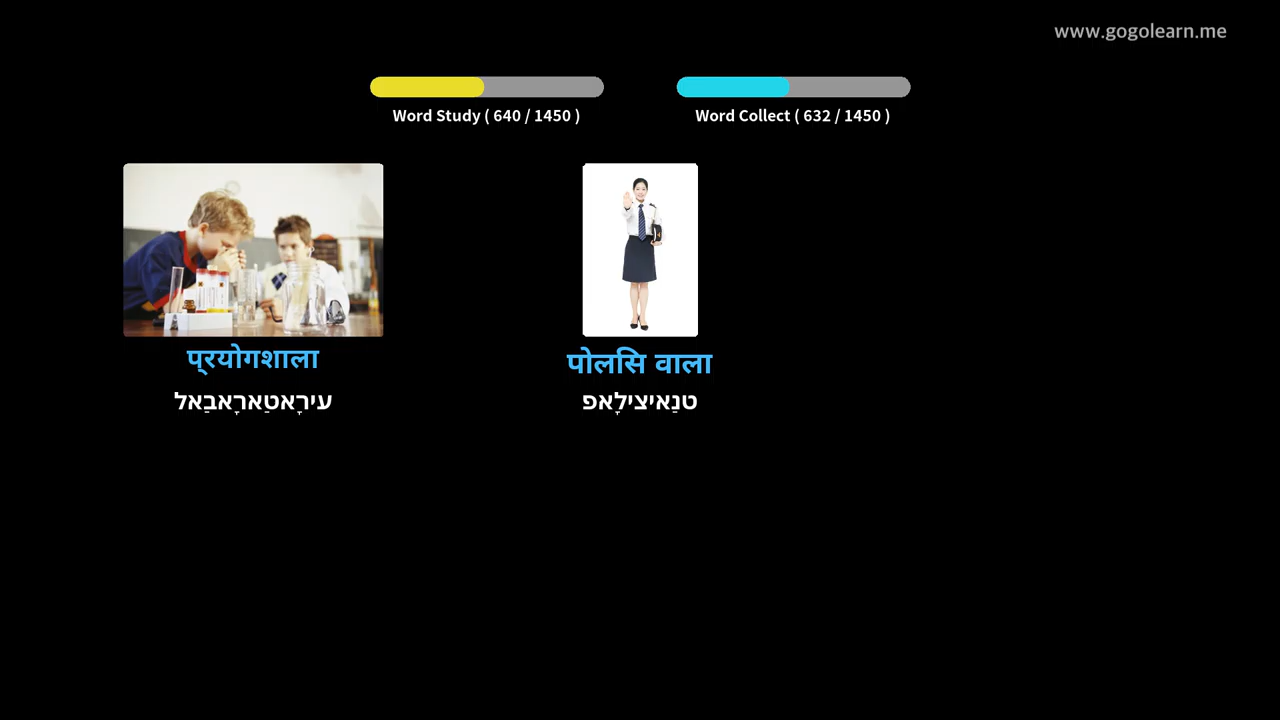 www.gogolearn.me
Word Study ( 640 / 1450 )
Word Collect ( 632 / 1450 )
प्‌रयोगशाला
पोलसि वाला
עירָאטַארָאבַאל
טנַאיצילָאפ